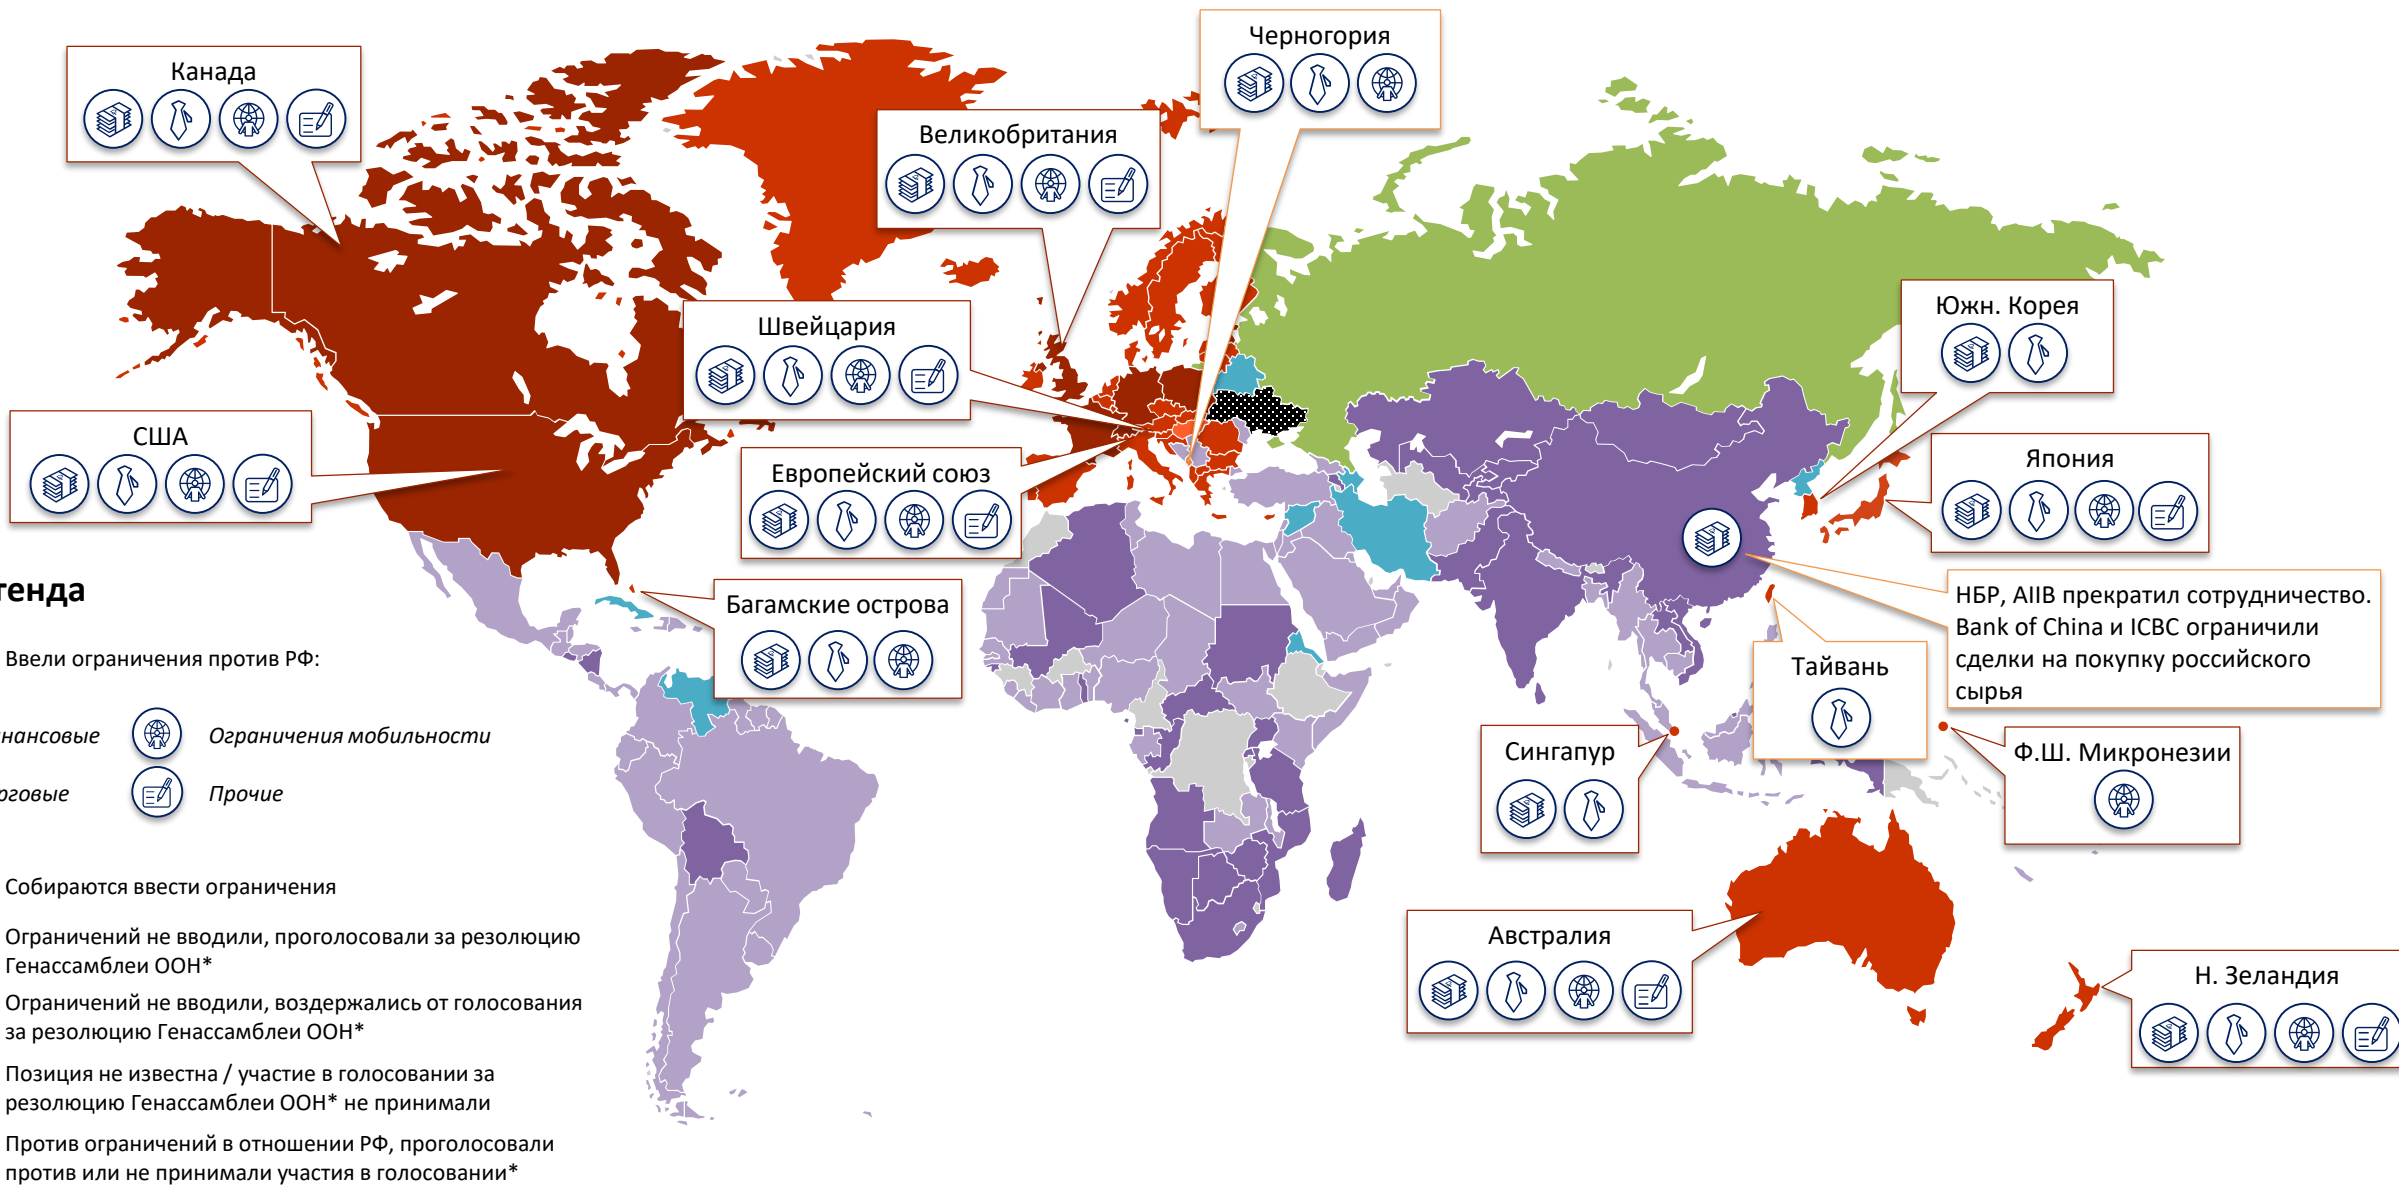 Черногория
Канада
Великобритания
Южн. Корея
Швейцария
США
Европейский союз
Япония
Багамские острова
НБР, AIIB прекратил сотрудничество.
Bank of China и ICBC ограничили
сделки на покупку российского
сырья
Тайвань
Сингапур
Ф.Ш. Микронезии
Австралия
Н. Зеландия
генда
Ввели ограничения против РФ:
нансовые
Ограничения мобильности
рговые
Прочие
Собираются ввести ограничения
Ограничений не вводили, проголосовали за резолюцию
Генассамблеи ООН*
Ограничений не вводили, воздержались от голосования
за резолюцию Генассамблеи ООН*
Позиция не известна / участие в голосовании за
резолюцию Генассамблеи ООН* не принимали
Против ограничений в отношении РФ, проголосовали
против или не принимали участия в голосовании*